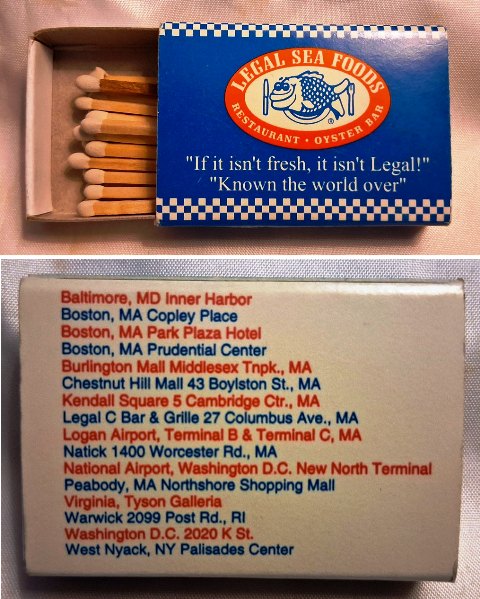 LEGAL SEA FOODS
RESTAURANT • OYSTER BAR
®
"If it isn't fresh, it isn't Legal!"
"Known the world over"
Baltimore, MD Inner Harbor
Boston, MA Copley Place
Boston, MA Park Plaza Hotel
Boston, MA Prudential Center
Burlington Mall Middlesex Tnpk., MA
Chestnut Hill Mall 43 Boylston St., MA
Kendall Square 5 Cambridge Ctr., MA
Legal C Bar & Grille 27 Columbus Ave., MA
Logan Airport, Terminal B & Terminal C, MA
Natick 1400 Worcester Rd., MA
National Airport, Washington D.C. New North Terminal
Peabody, MA Northshore Shopping Mall
Virginia, Tyson Galleria
Warwick 2099 Post Rd., RI
Washington D.C. 2020 K St.
West Nyack, NY Palisades Center